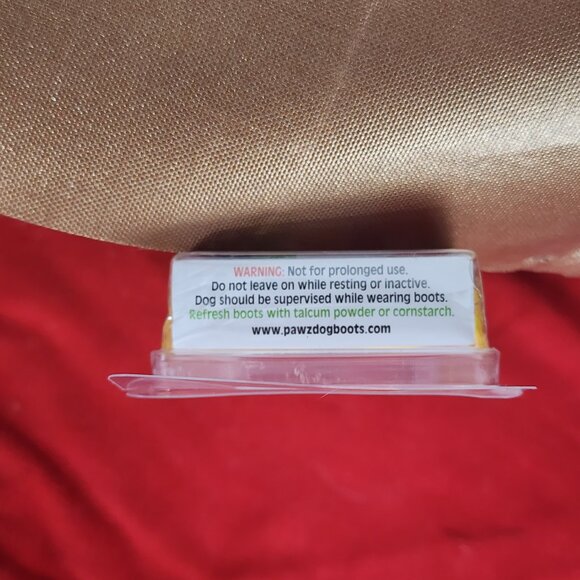 WARNING: Not for prolonged use.
Do not leave on while resting or inactive.
Dog should be supervised while wearing boots.
Refresh boots with talcum powder or cornstarch.
www.pawzdogboots.com